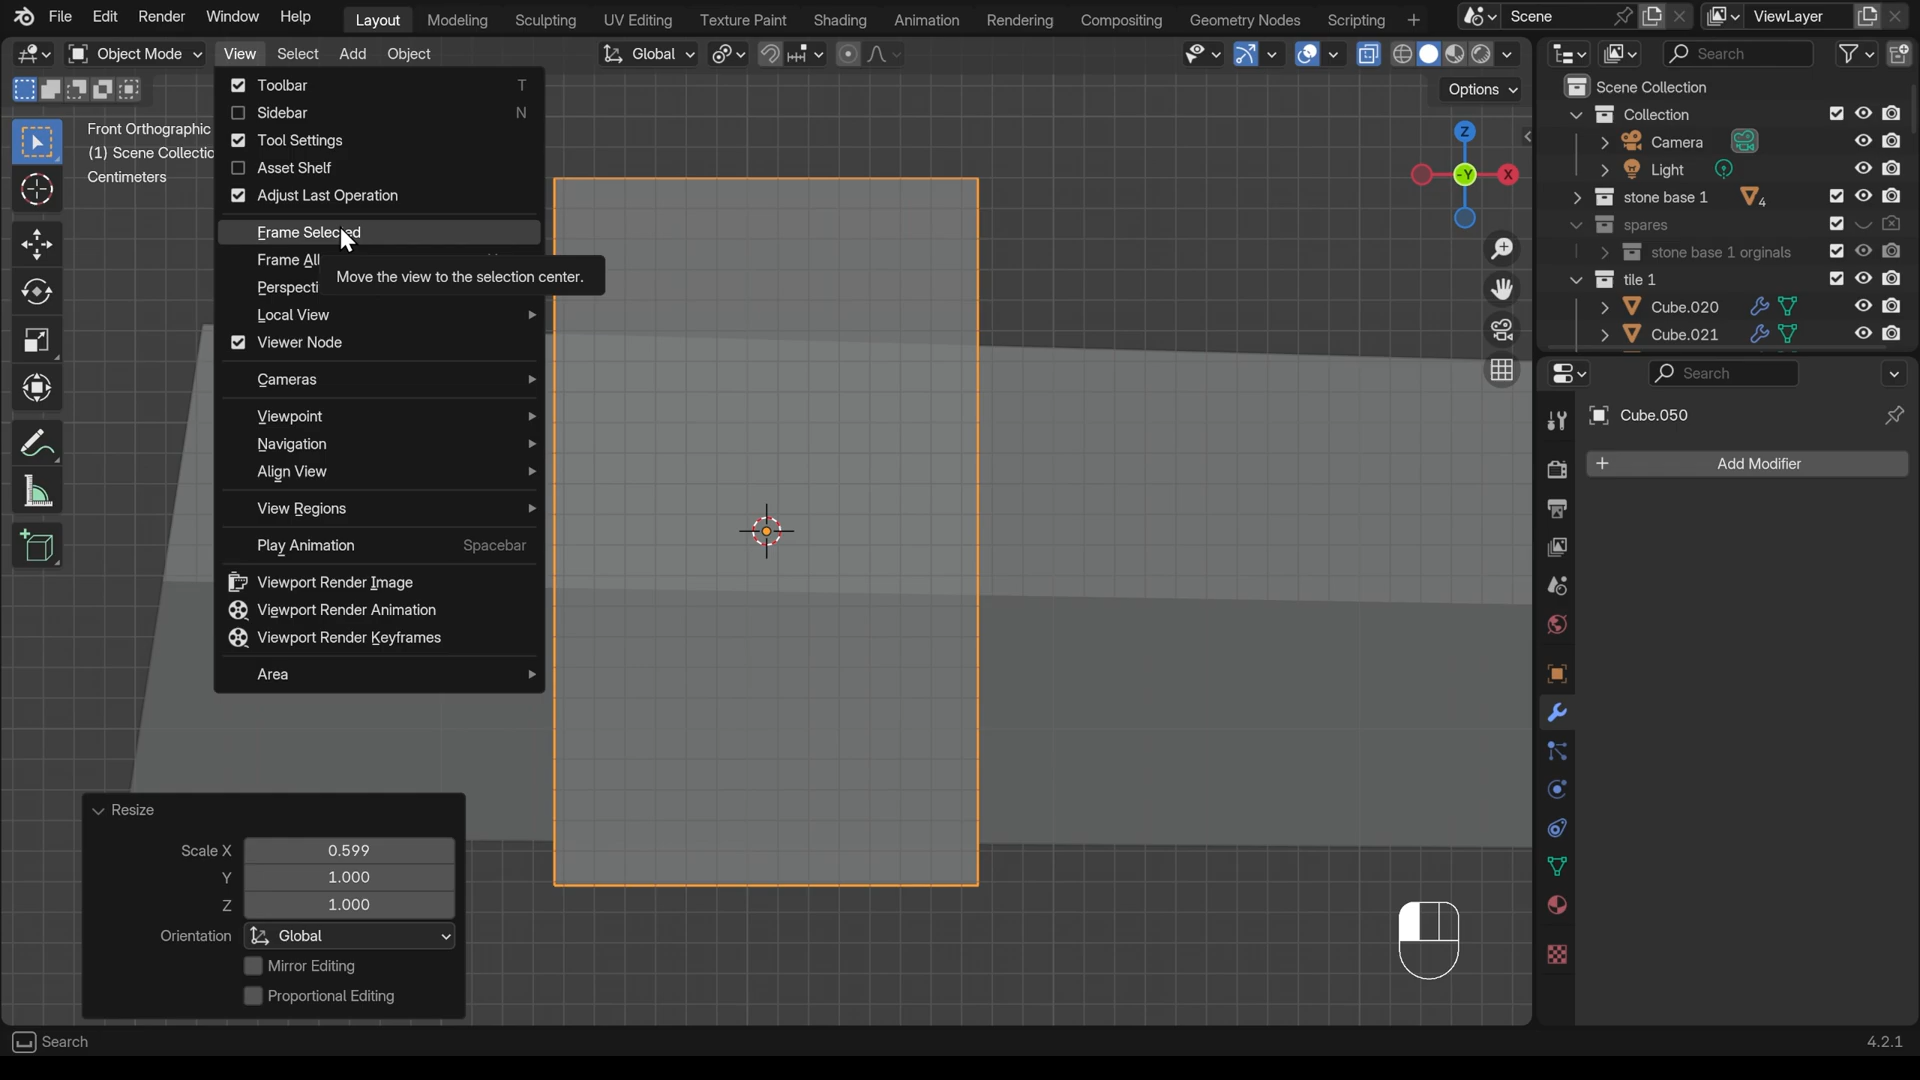 File Edit Render Window Help Layout Modeling Sculpting UV Editing Texture Paint Shading Animation Rendering Compositing Geometry Nodes Scripting + Scene ViewLayer
Object Mode View Select Add Object Global Search
Options
Toolbar T
Sidebar N
Tool Settings
Asset Shelf
Adjust Last Operation
Frame Selected
Frame All
Perspecti
Local View
Viewer Node
Cameras
Viewpoint
Navigation
Align View
View Regions
Play Animation Spacebar
Viewport Render Image
Viewport Render Animation
Viewport Render Keyframes
Area
Move the view to the selection center.
Front Orthographic
(1) Scene Collectio
Centimeters
Z
-Y
X
Scene Collection
Collection
Camera
Light
stone base 1 4
spares
stone base 1 orginals
tile 1
Cube.020
Cube.021
Search
Cube.050
+ Add Modifier
Resize
Scale X 0.599
Y 1.000
Z 1.000
Orientation Global
Mirror Editing
Proportional Editing
Search
4.2.1